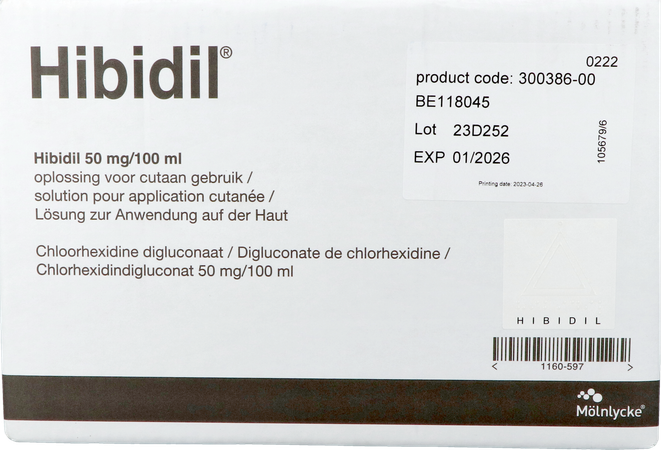 Hibidil®
Hibidil 50 mg/100 ml
oplossing voor cutaan gebruik /
solution pour application cutanée /
Lösung zur Anwendung auf der Haut
Chloorhexidine digluconaat / Digluconate de chlorhexidine /
Chlorhexidindigluconat 50 mg/100 ml
0222
product code: 300386-00
BE118045
Lot 23D252
EXP 01/2026
Printing date: 2023-04-26
105679/6
HIBIDIL
< 1160-597 >
Mölnlycke®